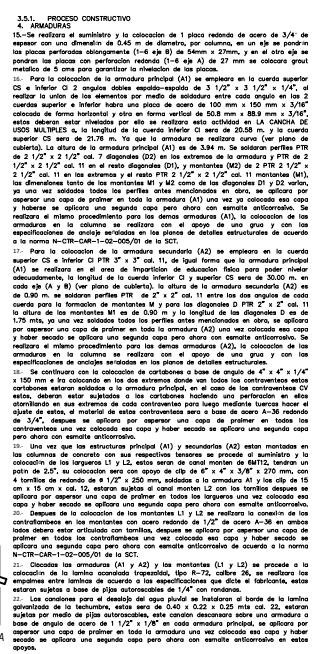 3.5.1. PROCESO CONSTRUCTIVO
4. ARMADURAS
15.-Se realizara el suministro y la colocacion 1 placa redonda de acero de 3/4" de
espesor con una dimensión de 0.45 m de diametro, por columna, en un eje se pondrin
las placas perforadas oblongamente (1-6 eje B) de 54mm x 27mm, y en el otro eje se
pondran las placas con perforacion redonda (1-6 eje A) de 27 mm se colocara grout
metalico de 5 cms para grantizar la nivelacion de las placas.
16.- Para la colocacion de la armadura principal (A1) se empleara en la cuerda superior
CS e inferior CI 2 angulos dobles espalda-espalda de 3 1/2" x 3 1/2" x 1/4", al
realizar la union de los elementos por medio de soldadure entre cada angulo en las 2
cuerdas superior e inferior habra una placa de acero de 100 mm x 150 mm x 3/16"
colocada de forma horizontal y otra en forma vertical de 50.8 mm x 88.9 mm x 3/16",
estos deberan estar nivelados por ello se realizara esta actividad en LA CANCHA DE
USOS MULTIPLES a, la longitud de la cuerda inferior CI sera de 20.58 m. y la cuerda
superior CS sera de 21.76 m. Ya que la armadura se realizara curva (ver plano de
cubierta). La altura de la armadura principal (A1) es de 3.94 m. Se soldaran perfiles PTR
de 2 1/2" x 2 1/2" cal. 7 diagonales (D2) en los extremos de la armadura y PTR de 2
1/2" x 2 1/2" cal. 11 en el resto diagonales (D1), y montantes (M2) de 2 PTR 2 1/2" x
2 1/2" cal. 11 en los extremos y el resto PTR 2 1/2" x 2 1/2" cal. 11 montantes (M1),
las dimensiones tanto de los montantes M1 y M2 como de las diagonales D1 y D2 varian,
ya una vez soldados todos los perfiles antes mencionados en obra, se aplicara por
aspersor una capa de praimer en toda la armadura (A1) una vez ya colocada esa capa
y haberse se aplicara una segunda capa pero ahora con esmalte anticorrosivo. Se
realizara el mismo procedimiento para las demas armaduras (A1), la colocacion de las
armaduras en la columna se realizara con el apoyo de una grua y con las
especificaciones de anclaje señaladas en los planos de detalles estructurales de acuerdo
a la norma N-CTR-CAR-1-02-005/01 de la SCT.
17.- Para la colocacion de la armadura secundaria (A2) se empleara en la cuerda
superior CS e inferior CI PTR 3" x 3" cal. 11, de igual forma que la armadura principal
(A1) se realizara en el area de imparticion de educacion fisica para poder nivelar
adecuadamente, la longitud de la cuerda inferior CI y superior CS sera de 30.00 m. en
cada eje (A y B) (ver plano de cubierta). la altura de la armadura secundaria (A2) es
de 0.90 m. se soldaran perfiles PTR de 2" x 2" cal. 11 entre los dos angulos de cada
cuerda para la formacion de montantes M y para los diagonales D PTR 2" x 2" cal. 11
la altura de los montantes M1 es de 0.90 m y la longitud de las diagonales D es de
1.75 mts, ya una vez soldados todos los perfiles antes mencionados en obra, se aplicara
por aspersor una capa de praimer en toda la armadura (A2) una vez colocada esa capa
y haber secado se aplicara una segunda capa pero ahora con esmalte anticorrosivo. Se
realizara el mismo procedimiento para las demas armaduras (A2), la colocacion de las
armaduras en la columna se realizara con el apoyo de una grua y con las
especificaciones de anclaje señaladas en los planos de detalles estructurales.
18.- Se continuara con la colocacion de cartabones a base de angulo de 4" x 4" x 1/4"
x 150 mm e ira colocando en los dos extremos donde van todos los contraventeos estos
cartabones estaran soldados a la armadura principal, en el caso de los contraventeos CV
estos, deberan estar sujetados a los cartabones haciendo una perforacion en ellos
atornillando en sus extremos de cada contraventeo para luego mediante tuercas hacer el
ajuste de estos, el material de estos contraventeos sera a base de acero A-36 redondo
de 3/4", despues se aplicara por aspersor una capa de praimer en todos los
contraventeos una vez colocada esa capa y haber secado se aplicara una segunda capa
pero ahora con esmalte anticorrosivo.
19.- Una vez que las estructuras principal (A1) y secundarias (A2) estan montadas en
las columnas de concreto con sus respectivos tensores se procede al suministro y la
colocación de los largueros L1 y L2, estos seran de canal monten de 6MT12, tendran un
patin de 2.5", su colocacion sera con apoyo de clip de 6" x 4" x 3/8" x 270 mm, con
4 tornillos de redondo de Ø 1/2" x 250 mm, soldadas a la armadura A1 y los clip de 15
cm x 15 cm x cal. 12, estaran sujetas al canal monten L2 con los tornillos despues se
aplicara por aspersor una capa de praimer en todos los largueros una vez colocada esa
capa y haber secado se aplicara una segunda capa pero ahora con esmalte anticorrosivo.
20.- Despues de la colocacion de los montantes L1 y L2 se realizara la conexion de los
contraflambeos en los montantes con acero redondo de 1/2" de acero A-36 en ambos
lados debera estar articulado con tornillos, despues se aplicara por aspersor una capa de
praimer en todos los contraflambeos una vez colocada esa capa y haber secado se
aplicara una segunda capa pero ahora con esmalte anticorrosivo de acuerdo a la norma
N-CTR-CAR-1-02-005/01 de la SCT.
21.- Clocadas las armaduras (A1 y A2) y los montantes (L1 y L2) se procede a la
colocacion de la lamina acanalada trapezoidal, tipo R-72, calibre 26, se realizara los
empalmes entre laminas de acuerdo a las especificaciones que dicte el fabricante, estas
estaran sujetas a base de pijas autorroscables de 1/4" con rondanas.
22.- Los canalones para el desalojo del agua pluvial se instalaran al borde de la lamina
galvanizada de la techumbre, estos sera de 0.40 x 0.22 x 0.25 mts cal. 22, estaran
sujetas por medio de pijas autorroscables, este canalon descansara sobre una armadura a
base de angulo de acero de 1 1/2" x 1/8" en cada armadura principal, se aplicara por
aspersor una capa de praimer en toda la armadura una vez colocada esa capa y haber
secado se aplicara una segunda capa pero ahora con esmalte anticorrosivo en estos
apoyos.
A